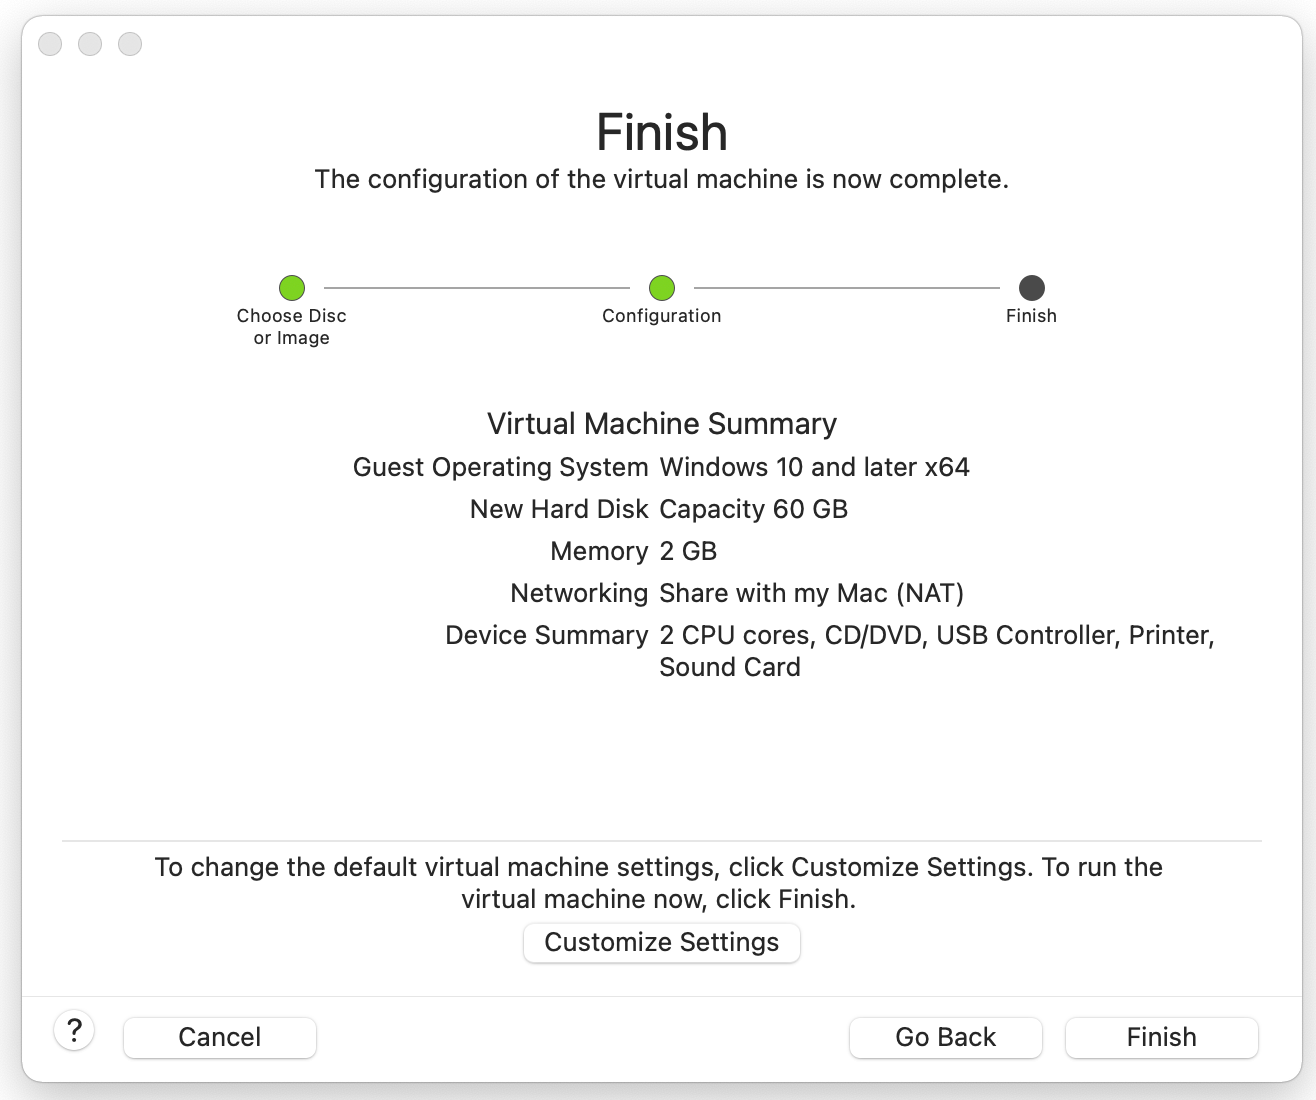 Finish
The configuration of the virtual machine is now complete.
Choose Disc
or Image
Configuration
Finish
Virtual Machine Summary
Guest Operating System Windows 10 and later x64
New Hard Disk Capacity 60 GB
Memory 2 GB
Networking Share with my Mac (NAT)
Device Summary 2 CPU cores, CD/DVD, USB Controller, Printer,
Sound Card
To change the default virtual machine settings, click Customize Settings. To run the
virtual machine now, click Finish.
Customize Settings
? Cancel Go Back Finish